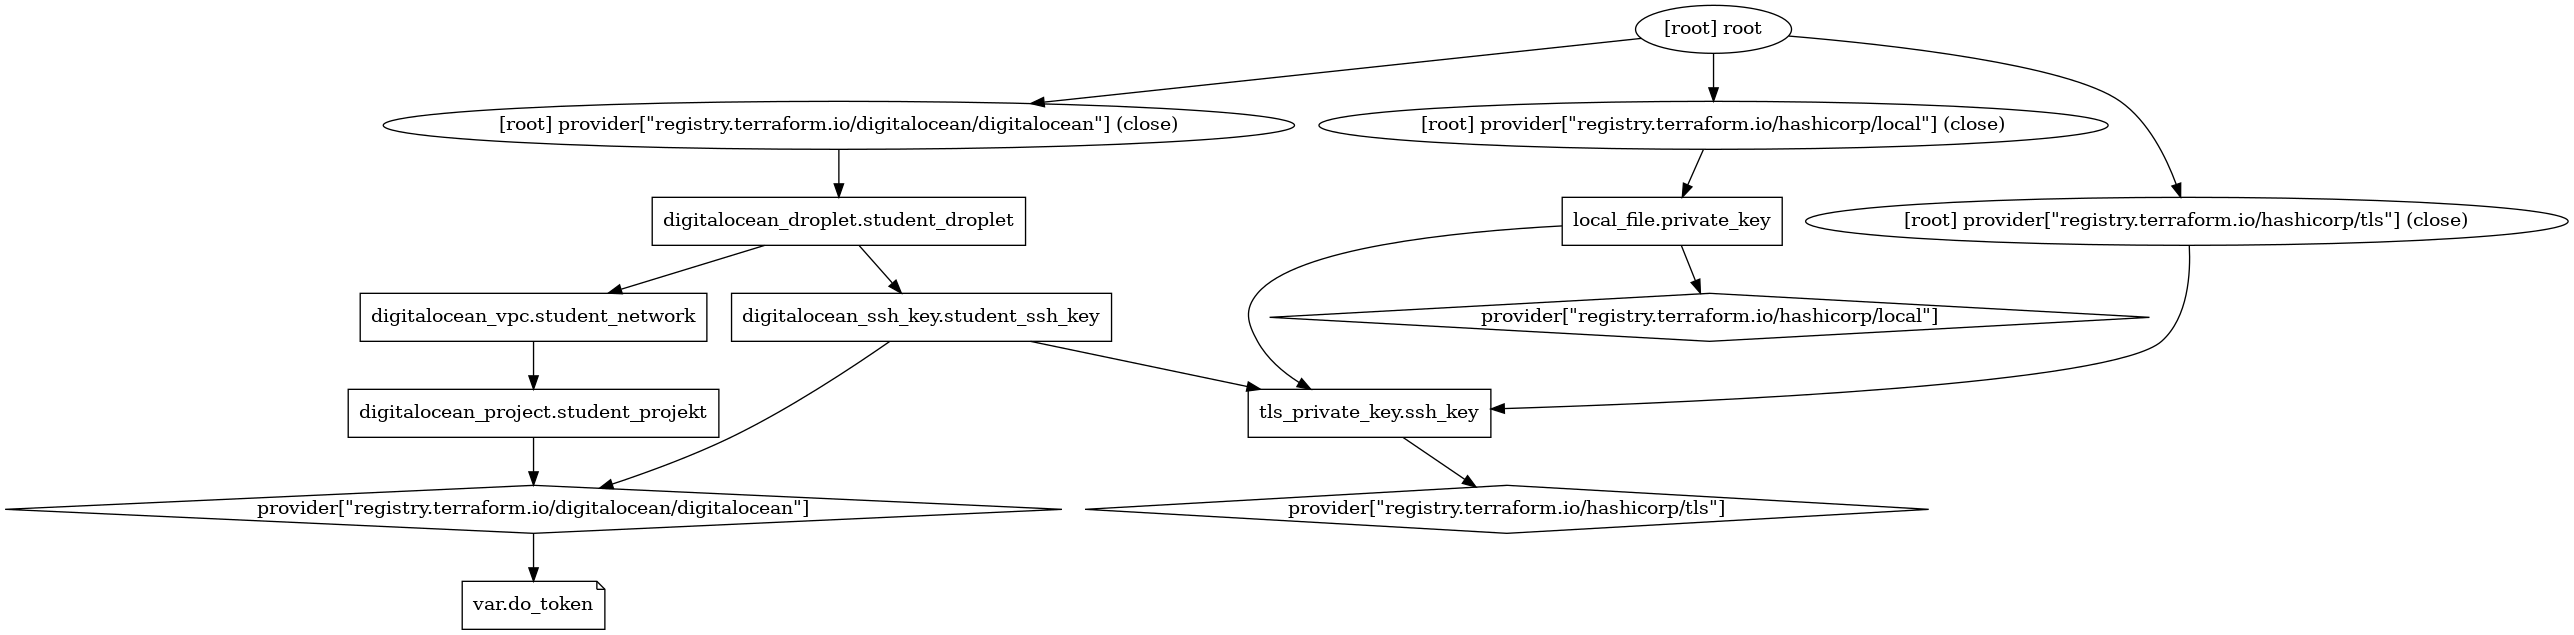 [root] root
[root] provider[\"registry.terraform.io/digitalocean/digitalocean\"] (close)
[root] provider[\"registry.terraform.io/hashicorp/local\"] (close)
digitalocean_droplet.student_droplet
local_file.private_key
[root] provider[\"registry.terraform.io/hashicorp/tls\"] (close)
digitalocean_vpc.student_network
digitalocean_ssh_key.student_ssh_key
provider[\"registry.terraform.io/hashicorp/local\"]
digitalocean_project.student_projekt
tls_private_key.ssh_key
provider[\"registry.terraform.io/digitalocean/digitalocean\"]
provider[\"registry.terraform.io/hashicorp/tls\"]
var.do_token